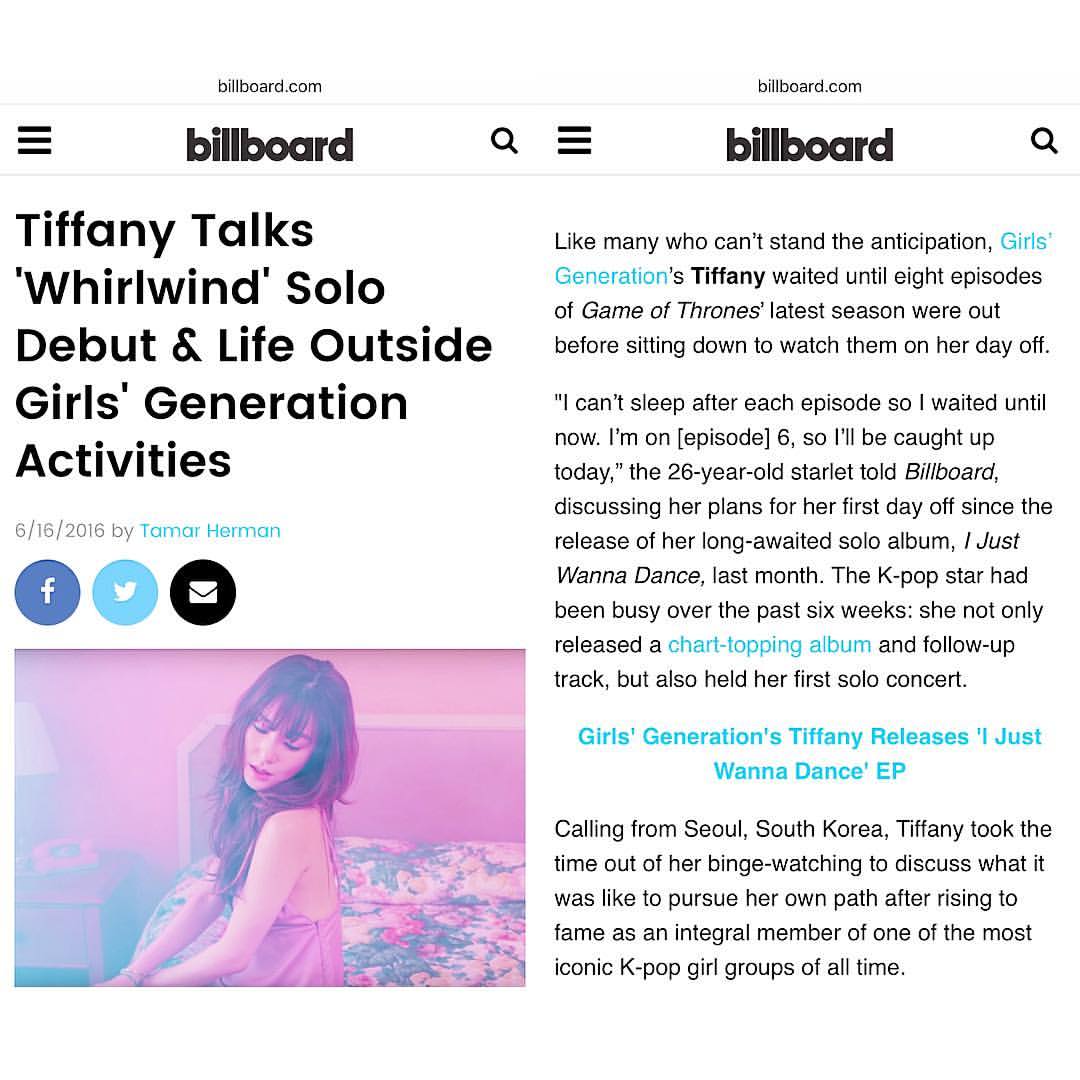 billboard.com
billboard
Tiffany Talks
'Whirlwind' Solo
Debut & Life Outside
Girls' Generation
Activities
6/16/2016 by Tamar Herman
f
billboard.com
billboard
Like many who can’t stand the anticipation, Girls’
Generation’s Tiffany waited until eight episodes
of Game of Thrones’ latest season were out
before sitting down to watch them on her day off.
"I can’t sleep after each episode so I waited until
now. I’m on [episode] 6, so I’ll be caught up
today,” the 26-year-old starlet told Billboard,
discussing her plans for her first day off since the
release of her long-awaited solo album, I Just
Wanna Dance, last month. The K-pop star had
been busy over the past six weeks: she not only
released a chart-topping album and follow-up
track, but also held her first solo concert.
Girls' Generation's Tiffany Releases 'I Just
Wanna Dance' EP
Calling from Seoul, South Korea, Tiffany took the
time out of her binge-watching to discuss what it
was like to pursue her own path after rising to
fame as an integral member of one of the most
iconic K-pop girl groups of all time.